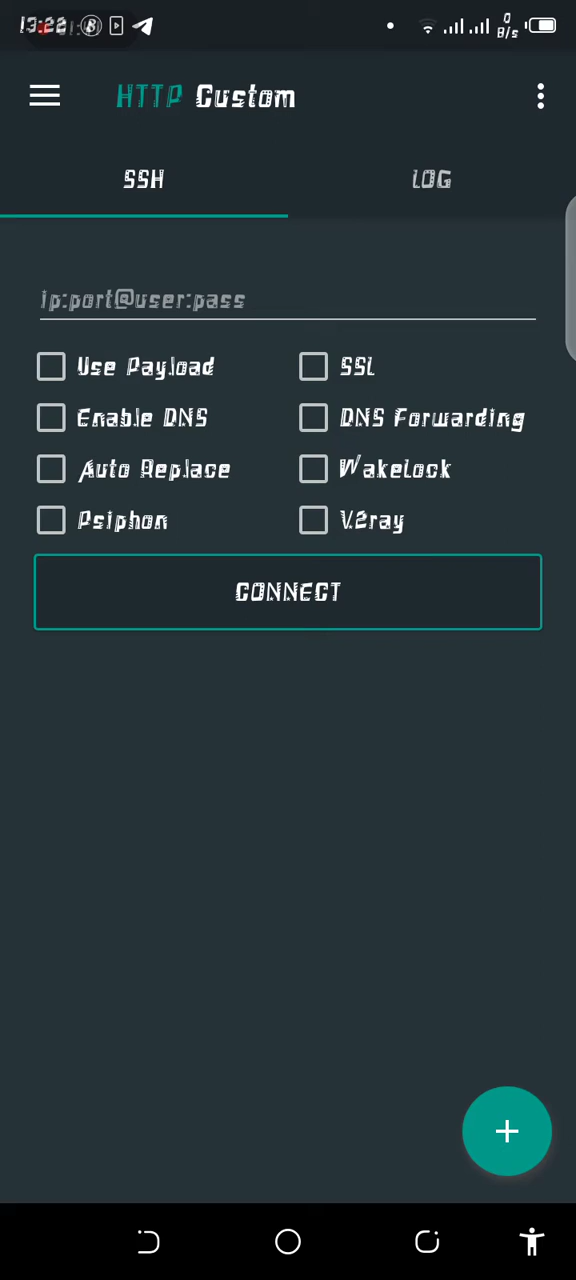 13:22
0 B/s
HTTP Custom
SSH LOG
ip:port@user:pass
Use Payload SSL
Enable DNS DNS Forwarding
Auto Replace Wakelock
Psiphon V2ray
CONNECT